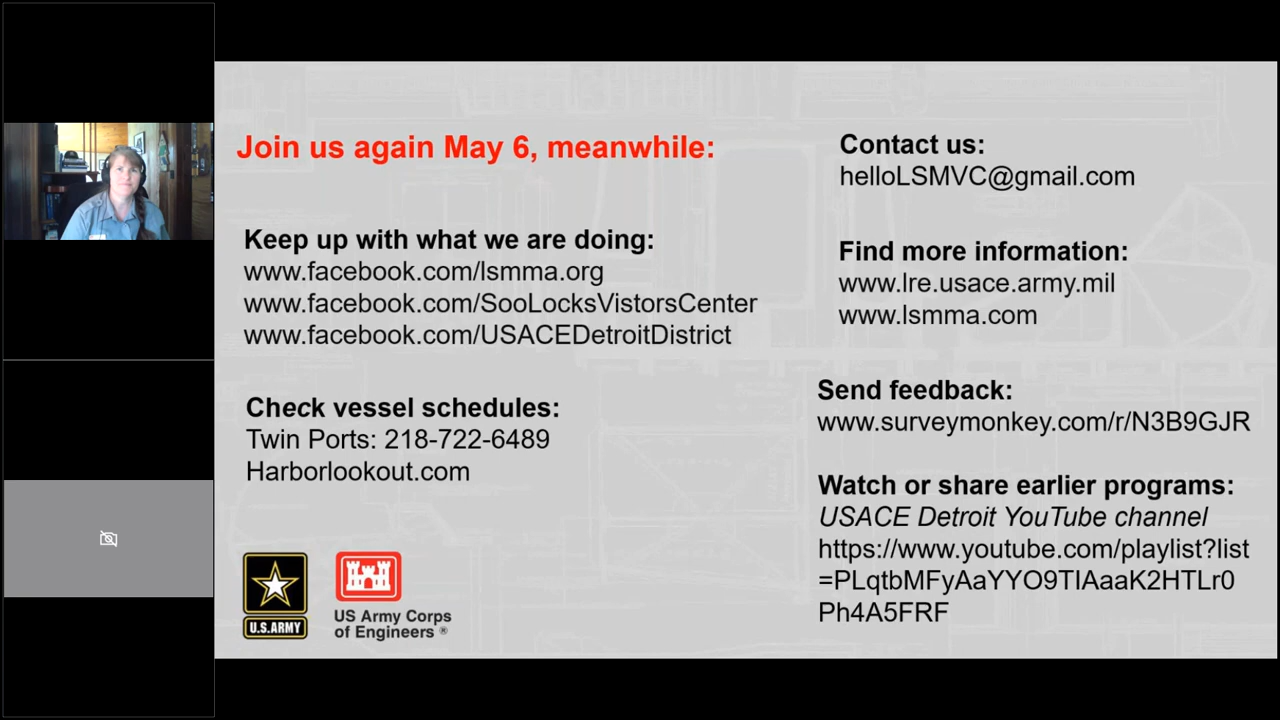 Join us again May 6, meanwhile:
Keep up with what we are doing:
www.facebook.com/lsmma.org
www.facebook.com/SooLocksVistorsCenter
www.facebook.com/USACEDetroitDistrict
Check vessel schedules:
Twin Ports: 218-722-6489
Harborlookout.com
U.S.ARMY
US Army Corps
of Engineers ®
Contact us:
helloLSMVC@gmail.com
Find more information:
www.lre.usace.army.mil
www.lsmma.com
Send feedback:
www.surveymonkey.com/r/N3B9GJR
Watch or share earlier programs:
USACE Detroit YouTube channel
https://www.youtube.com/playlist?list
=PLqtbMFyAaYYO9TIAaaK2HTLr0
Ph4A5FRF